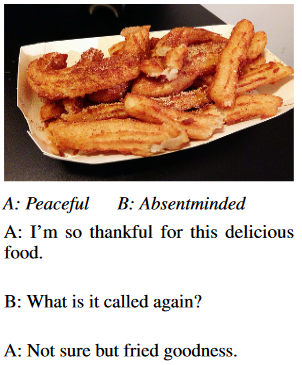 A: Peaceful B: Absentminded
A: I'm so thankful for this delicious
food.
B: What is it called again?
A: Not sure but fried goodness.